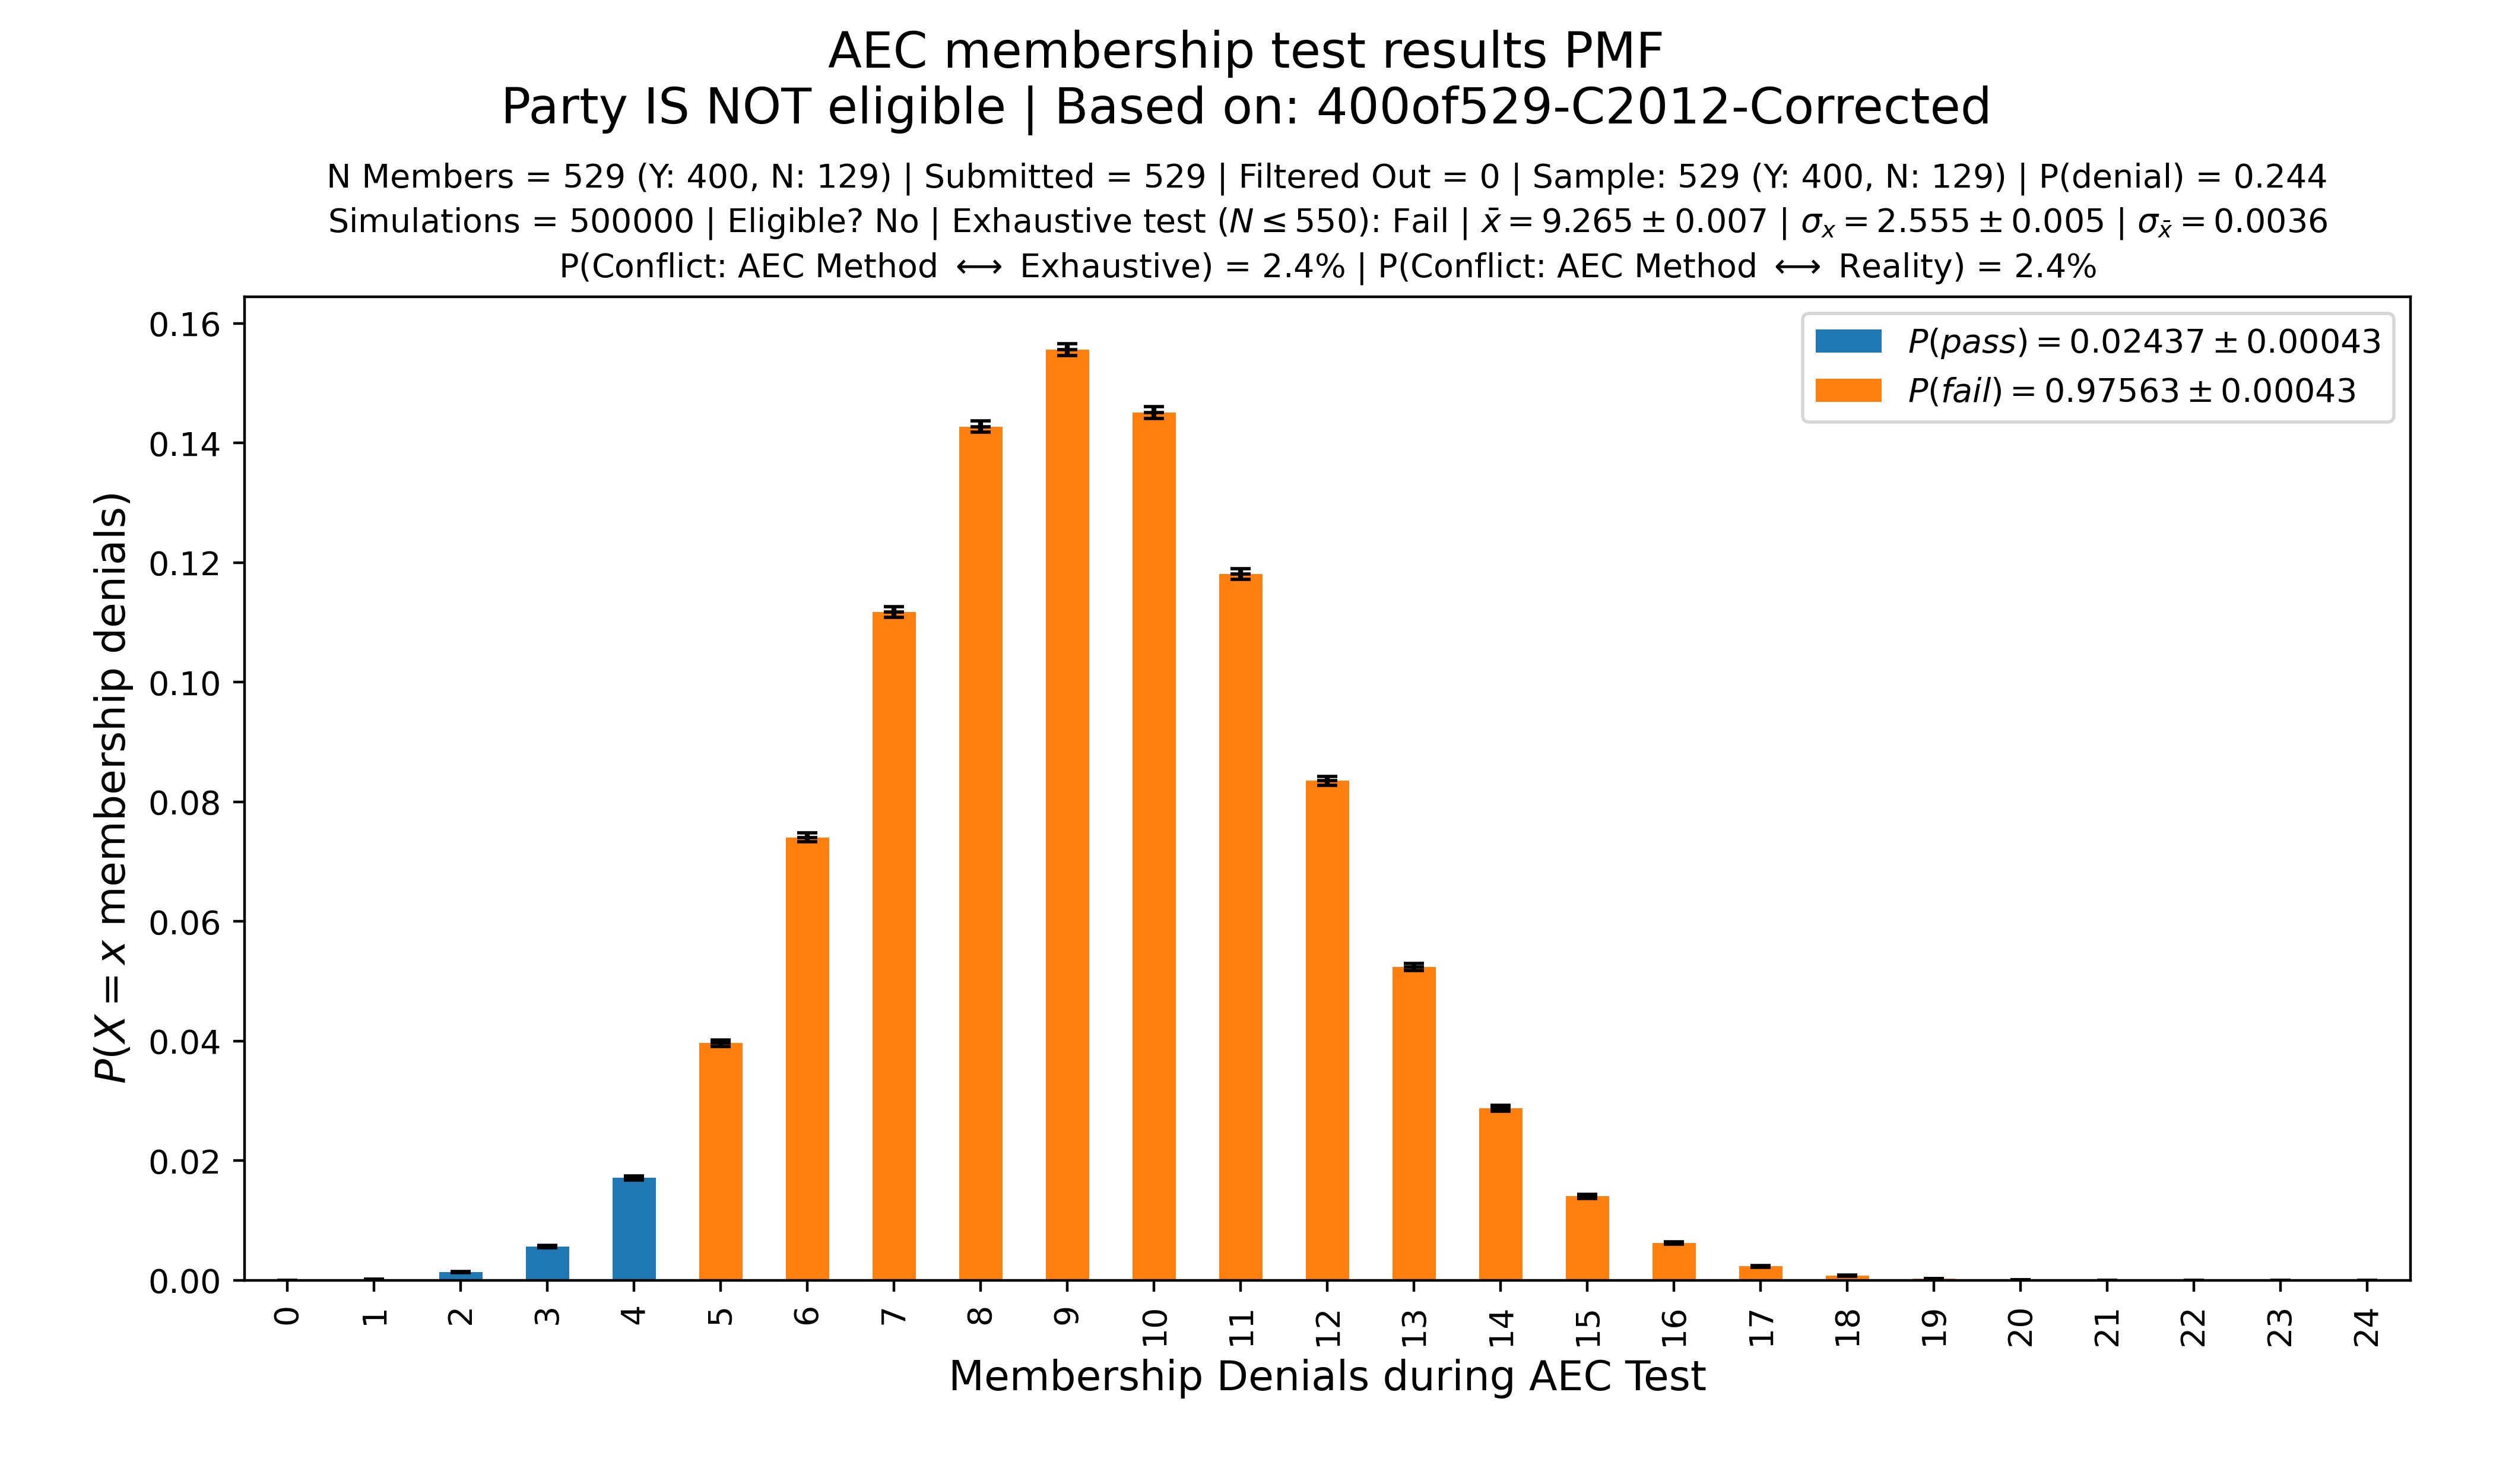 AEC membership test results PMF
Party IS NOT eligible | Based on: 400of529-C2012-Corrected
N Members = 529 (Y: 400, N: 129) | Submitted = 529 | Filtered Out = 0 | Sample: 529 (Y: 400, N: 129) | P(denial) = 0.244
Simulations = 500000 | Eligible? No | Exhaustive test (N ≤ 550): Fail | x̄ = 9.265 ± 0.007 | σₓ = 2.555 ± 0.005 | σ_x̄ = 0.0036
P(Conflict: AEC Method ⟷ Exhaustive) = 2.4% | P(Conflict: AEC Method ⟷ Reality) = 2.4%
P(pass) = 0.02437 ± 0.00043
P(fail) = 0.97563 ± 0.00043
P(X = x membership denials)
0.16
0.14
0.12
0.10
0.08
0.06
0.04
0.02
0.00
0 1 2 3 4 5 6 7 8 9 10 11 12 13 14 15 16 17 18 19 20 21 22 23 24
Membership Denials during AEC Test